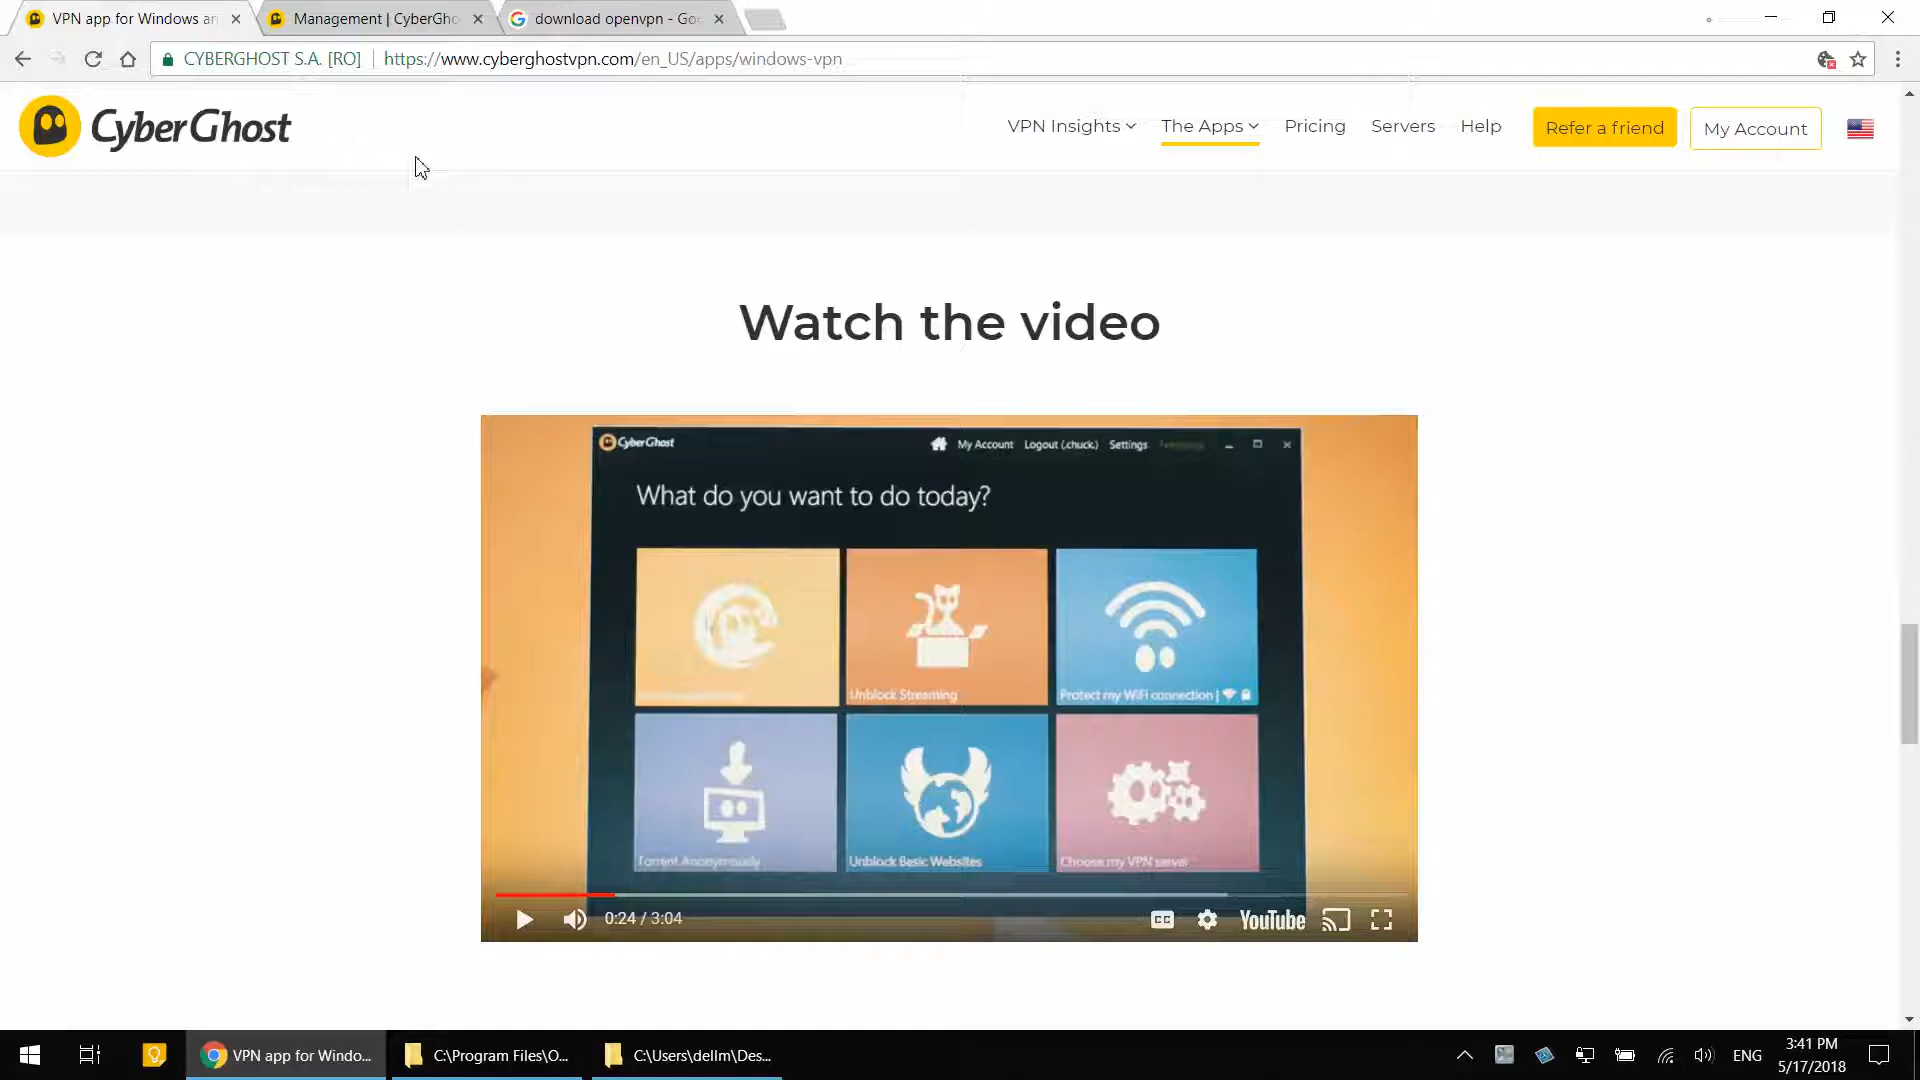 VPN app for Windows an
Management | CyberGho
download openvpn - Goo
CYBERGHOST S.A. [RO]
https://www.cyberghostvpn.com/en_US/apps/windows-vpn
CyberGhost
VPN Insights
The Apps
Pricing
Servers
Help
Refer a friend
My Account
Watch the video
CyberGhost
My Account
Logout (.chuck.)
Settings
What do you want to do today?
Unblock Streaming
Protect my WiFi connection |
Torrent Anonymously
Unblock Basic Websites
Choose my VPN server
0:24 / 3:04
CC
YouTube
VPN app for Windo...
C:\Program Files\O...
C:\Users\dellm\Des...
ENG
3:41 PM
5/17/2018